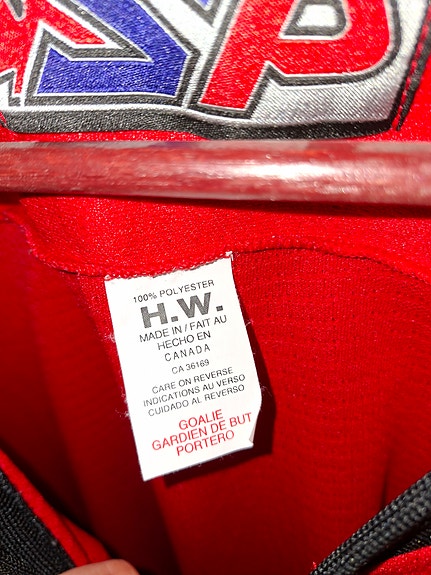 SP
100% POLYESTER
H.W.
MADE IN / FAIT AU
HECHO EN
CANADA
CA 36169
CARE ON REVERSE
INDICATIONS AU VERSO
CUIDADO AL REVERSO
GOALIE
GARDIEN DE BUT
PORTERO